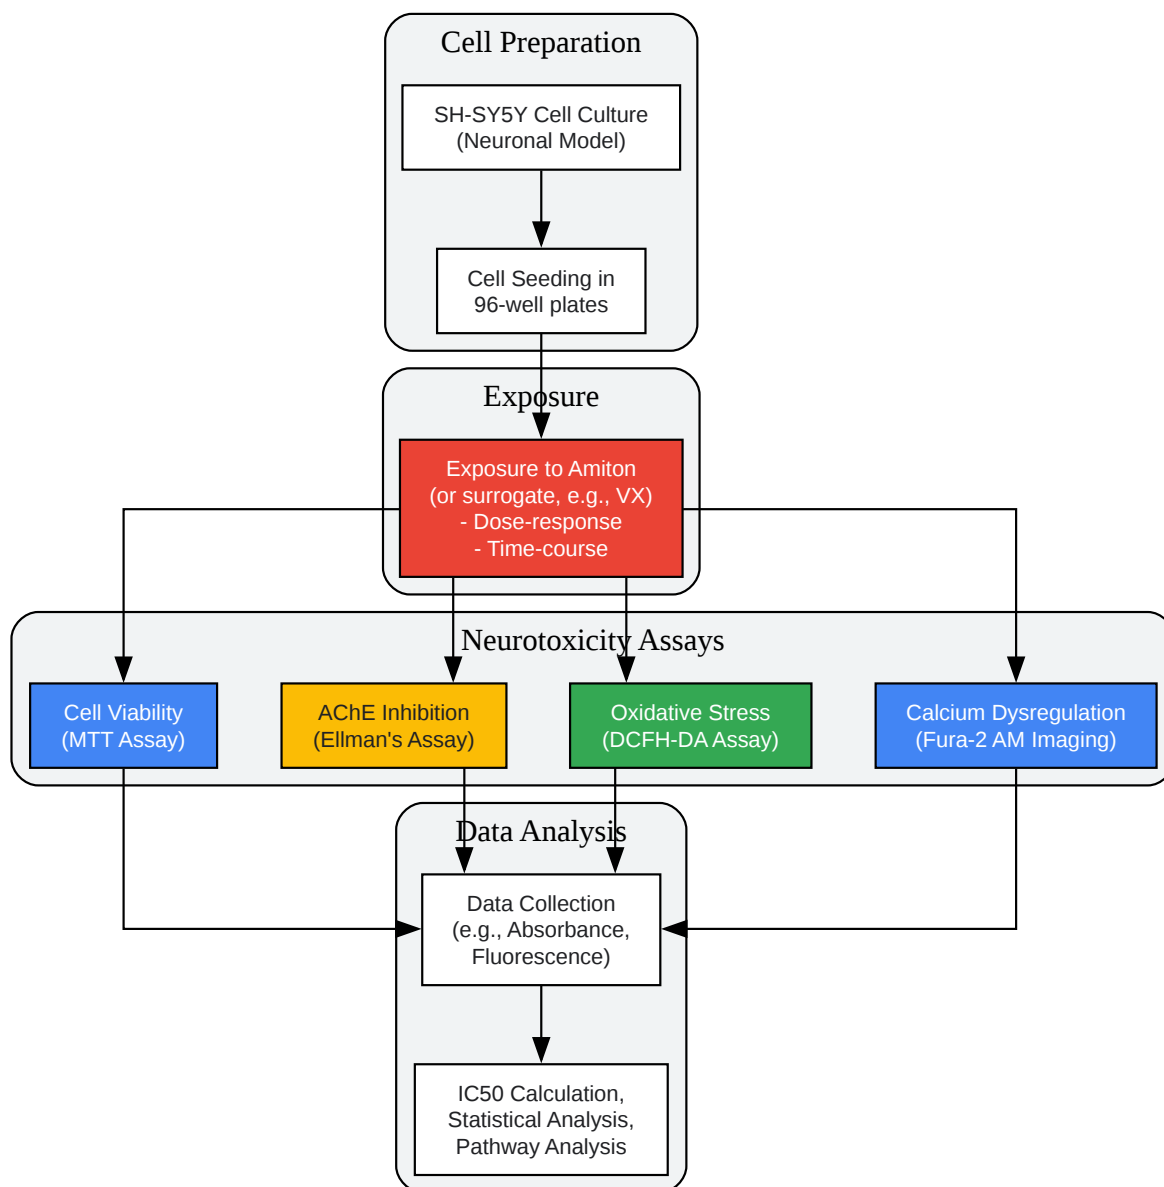 Cell Preparation
SH-SY5Y Cell Culture
(Neuronal Model)
Cell Seeding in
96-well plates
Exposure
Exposure to Amiton
(or surrogate, e.g., VX)
- Dose-response
- Time-course
Neurotoxicity Assays
Cell Viability
(MTT Assay)
AChE Inhibition
(Ellman's Assay)
Oxidative Stress
(DCFH-DA Assay)
Calcium Dysregulation
(Fura-2 AM Imaging)
Data Analysis
Data Collection
(e.g., Absorbance,
Fluorescence)
IC50 Calculation,
Statistical Analysis,
Pathway Analysis